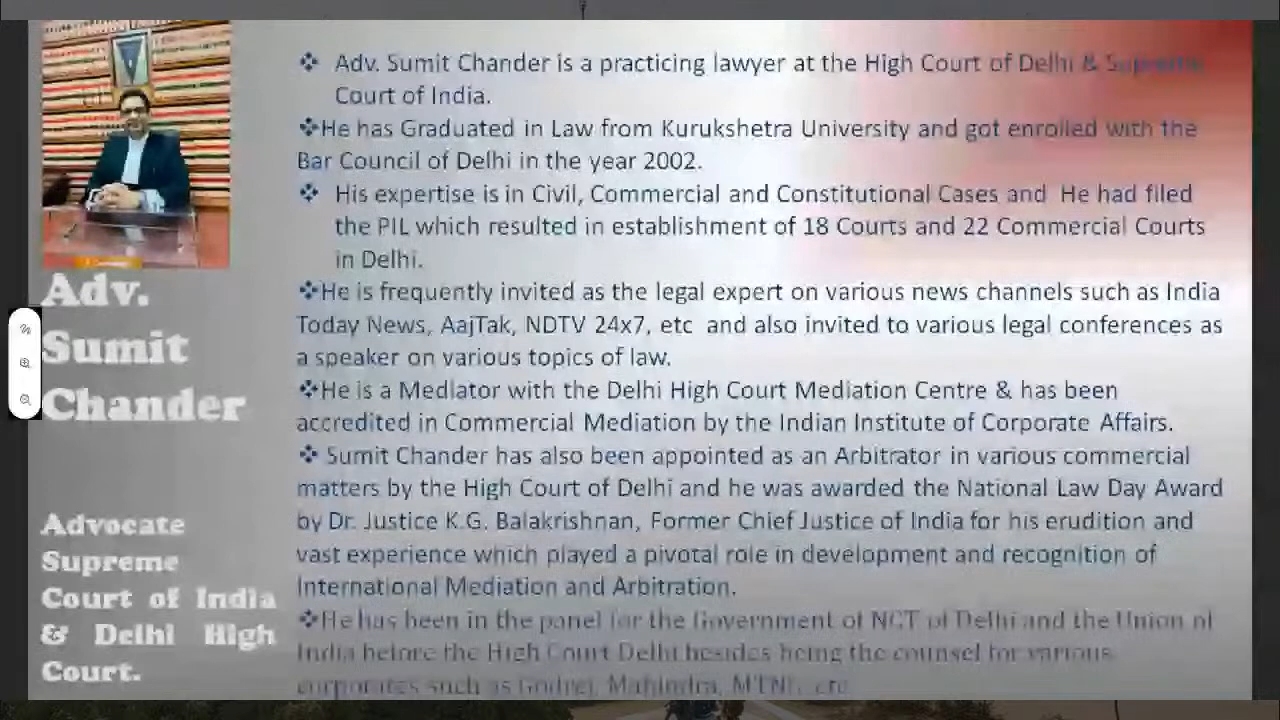 Adv.
Sumit
Chander
Advocate
Supreme
Court of India
& Delhi High
Court.
❖ Adv. Sumit Chander is a practicing lawyer at the High Court of Delhi & Supreme
Court of India.
❖He has Graduated in Law from Kurukshetra University and got enrolled with the
Bar Council of Delhi in the year 2002.
❖ His expertise is in Civil, Commercial and Constitutional Cases and He had filed
the PIL which resulted in establishment of 18 Courts and 22 Commercial Courts
in Delhi.
❖He is frequently invited as the legal expert on various news channels such as India
Today News, AajTak, NDTV 24x7, etc and also invited to various legal conferences as
a speaker on various topics of law.
❖He is a Mediator with the Delhi High Court Mediation Centre & has been
accredited in Commercial Mediation by the Indian Institute of Corporate Affairs.
❖ Sumit Chander has also been appointed as an Arbitrator in various commercial
matters by the High Court of Delhi and he was awarded the National Law Day Award
by Dr. Justice K.G. Balakrishnan, Former Chief Justice of India for his erudition and
vast experience which played a pivotal role in development and recognition of
International Mediation and Arbitration.
❖He has been in the panel for the Government of NCT of Delhi and the Union of
India before the High Court Delhi besides being the counsel for various
corporates such as Godrej, Mahindra, MTNL, etc